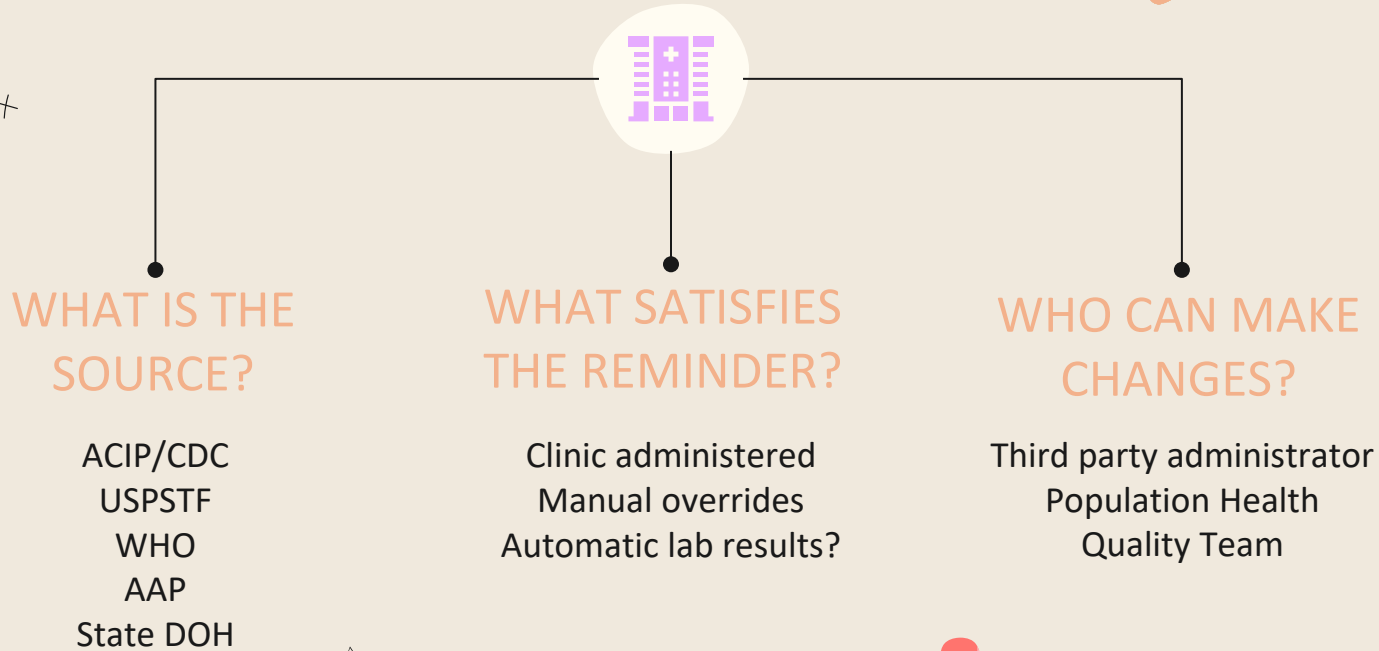 WHAT IS THE
SOURCE?
ACIP/CDC
USPSTF
WHO
AAP
State DOH
WHAT SATISFIES
THE REMINDER?
Clinic administered
Manual overrides
Automatic lab results?
WHO CAN MAKE
CHANGES?
Third party administrator
Population Health
Quality Team